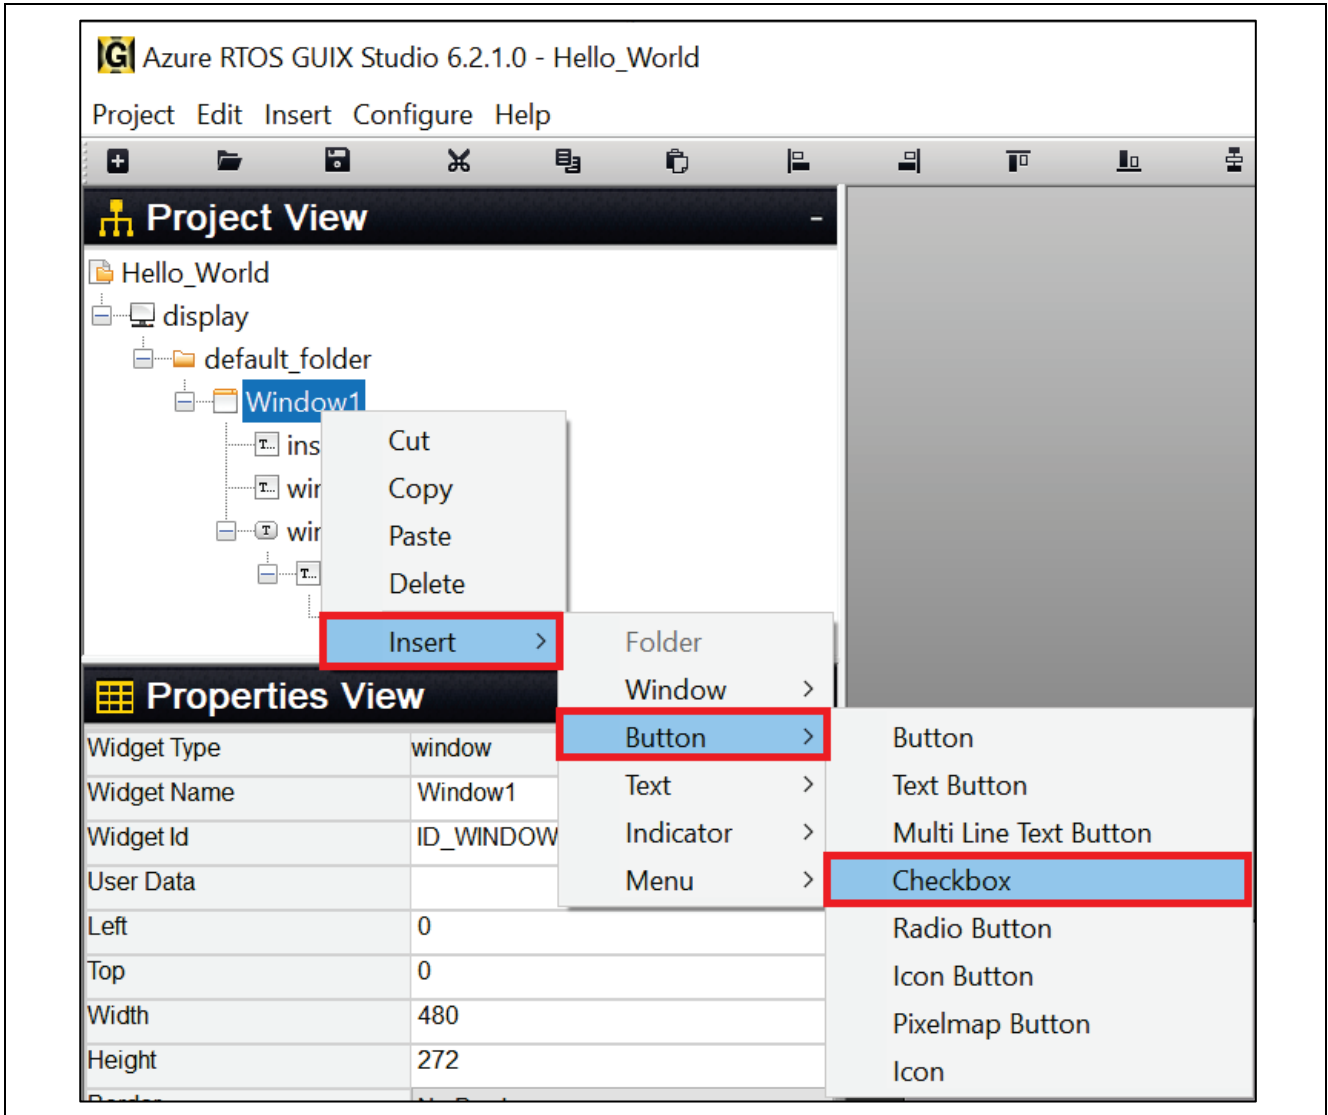 Azure RTOS GUIX Studio 6.2.1.0 - Hello_World
Project Edit Insert Configure Help
Project View
Hello_World
display
default_folder
Window1
ins
wir
wir
Cut
Copy
Paste
Delete
Insert
Folder
Window
Button
Text
Indicator
Menu
Button
Text Button
Multi Line Text Button
Checkbox
Radio Button
Icon Button
Pixelmap Button
Icon
Properties View
Widget Type window
Widget Name Window1
Widget Id ID_WINDOW
User Data
Left 0
Top 0
Width 480
Height 272